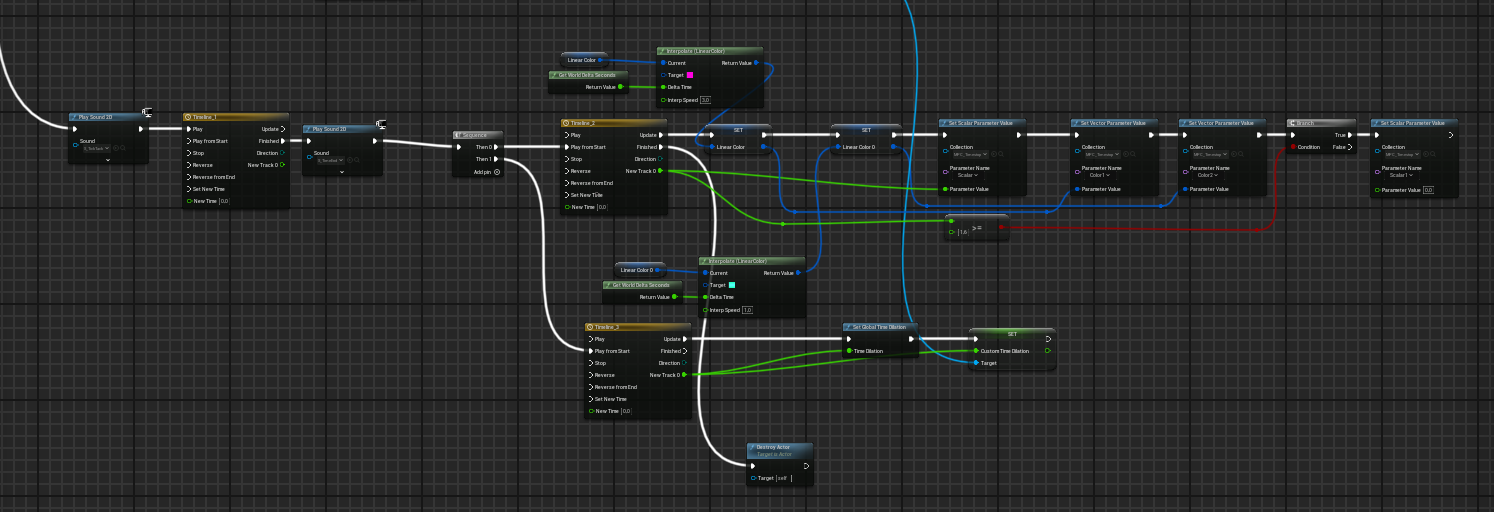 Play Sound 2D
Sound
Timeline_1
Play
Play from Start
Stop
Reverse
Reverse from End
Set New Time
New Time 0.0
Update
Finished
Direction
New Track 0
Play Sound 2D
Sound
Sequence
Then 0
Then 1
Add pin
Linear Color
Get World Delta Seconds
Return Value
Interpolate (LinearColor)
Current
Target
Delta Time
Interp Speed 3.0
Return Value
Timeline_2
Play
Play from Start
Stop
Reverse
Reverse from End
Set New Time
New Time 0.0
Update
Finished
Direction
New Track 0
SET
Linear Color
SET
Linear Color 0
Set Scalar Parameter Value
Collection
Parameter Name
Scalar
Parameter Value
Set Vector Parameter Value
Collection
Parameter Name
Color1
Parameter Value
Set Vector Parameter Value
Collection
Parameter Name
Color2
Parameter Value
Branch
Condition
True
False
Set Scalar Parameter Value
Collection
Parameter Name
Scalar1
Parameter Value 0.0
1.6
>=
Linear Color 0
Get World Delta Seconds
Return Value
Interpolate (LinearColor)
Current
Target
Delta Time
Interp Speed 1.0
Return Value
Timeline_3
Play
Play from Start
Stop
Reverse
Reverse from End
Set New Time
New Time 0.0
Update
Finished
Direction
New Track 0
Set Global Time Dilation
Time Dilation
SET
Custom Time Dilation
Target
Destroy Actor
Target is Actor
Target self